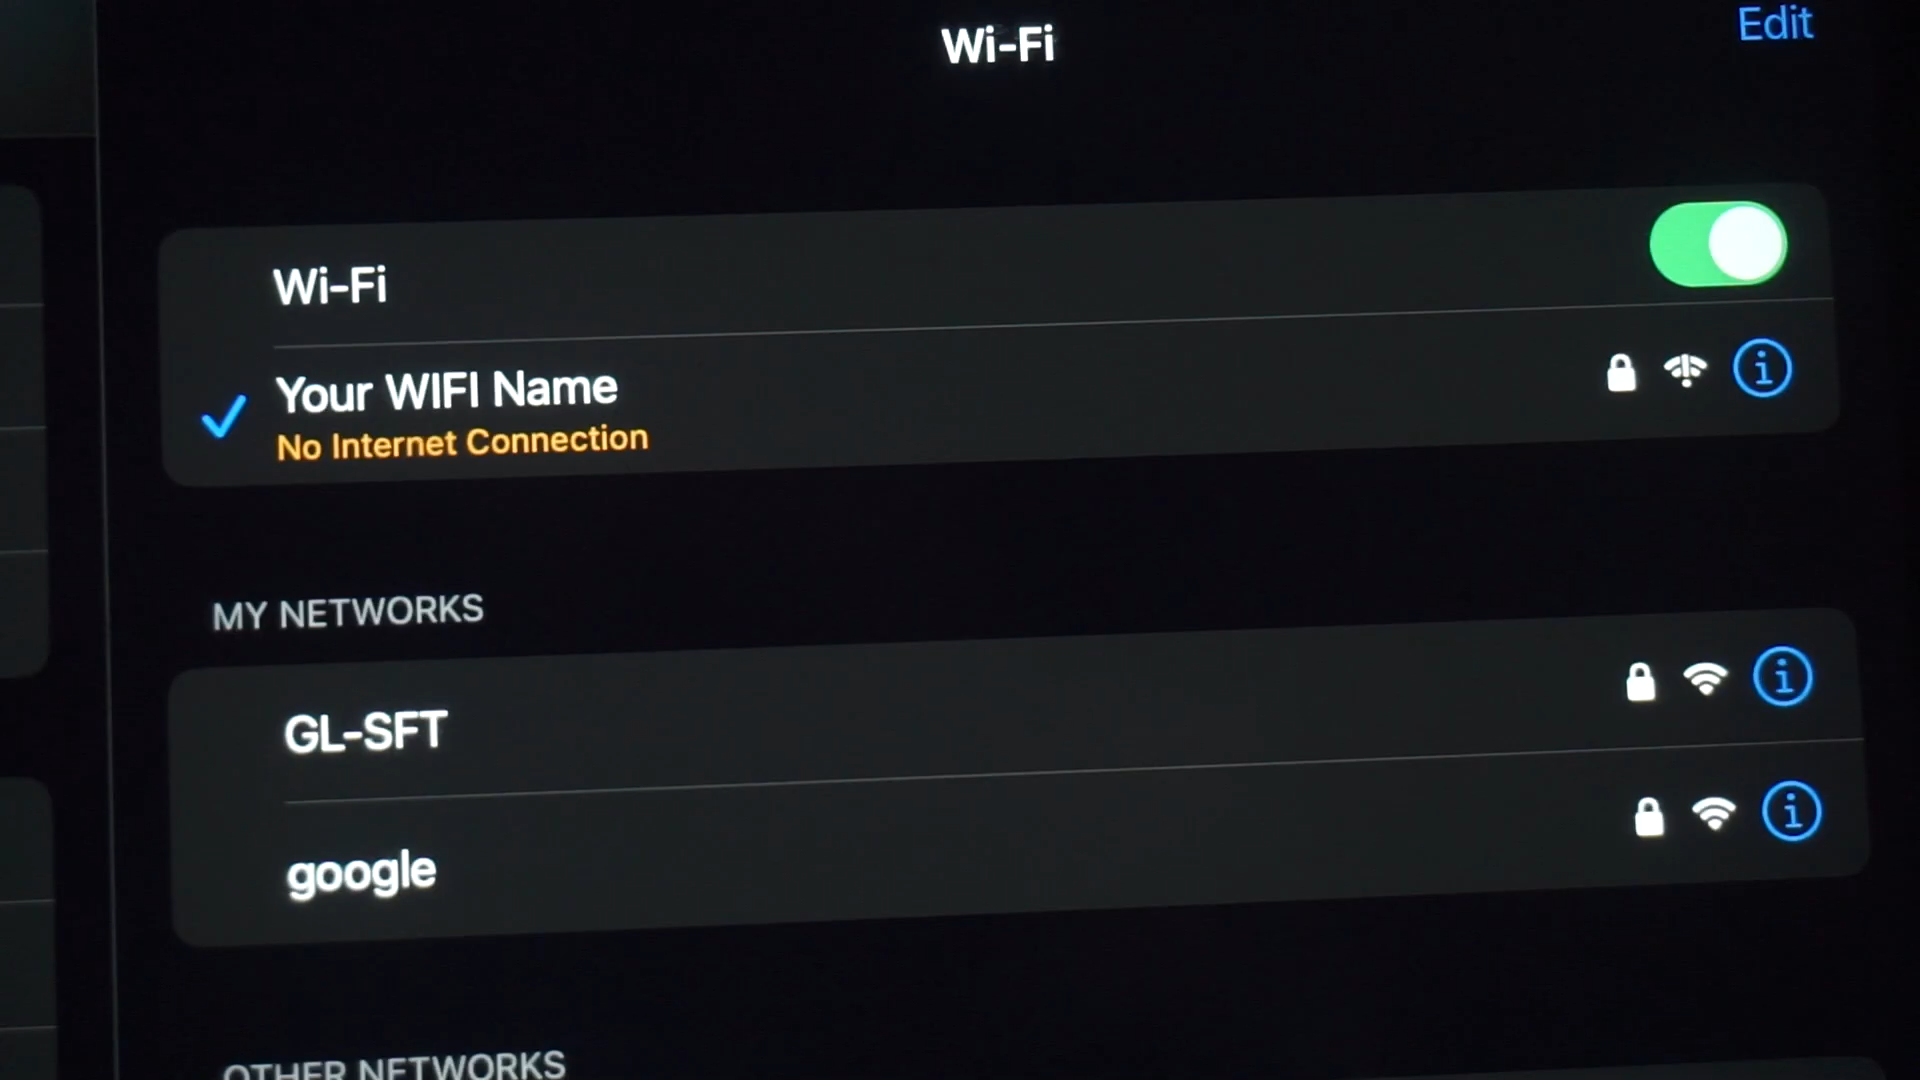 Wi-Fi
Edit
Wi-Fi
Your WIFI Name
No Internet Connection
MY NETWORKS
GL-SFT
google
OTHER NETWORKS